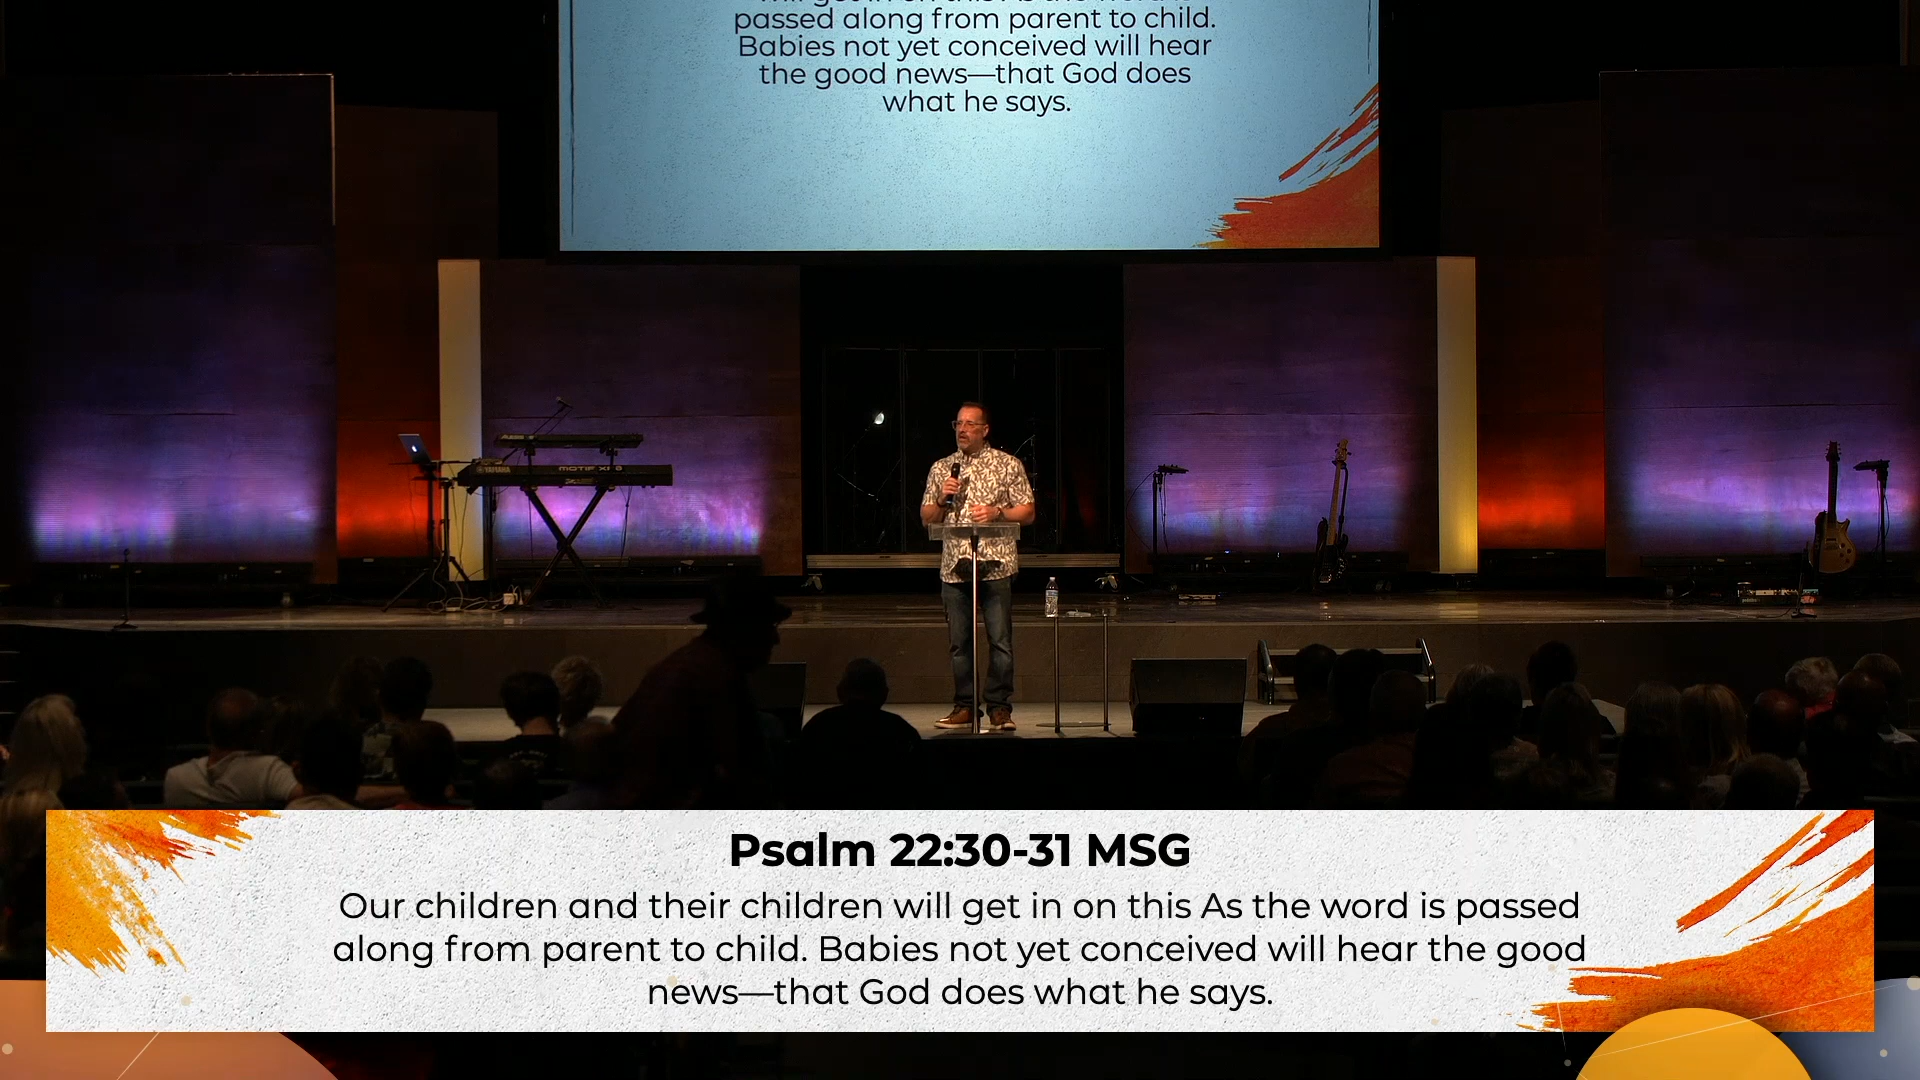 passed along from parent to child.
Babies not yet conceived will hear
the good news—that God does
what he says.
YAMAHA
MOTIF XF8
Psalm 22:30-31 MSG
Our children and their children will get in on this As the word is passed
along from parent to child. Babies not yet conceived will hear the good
news—that God does what he says.